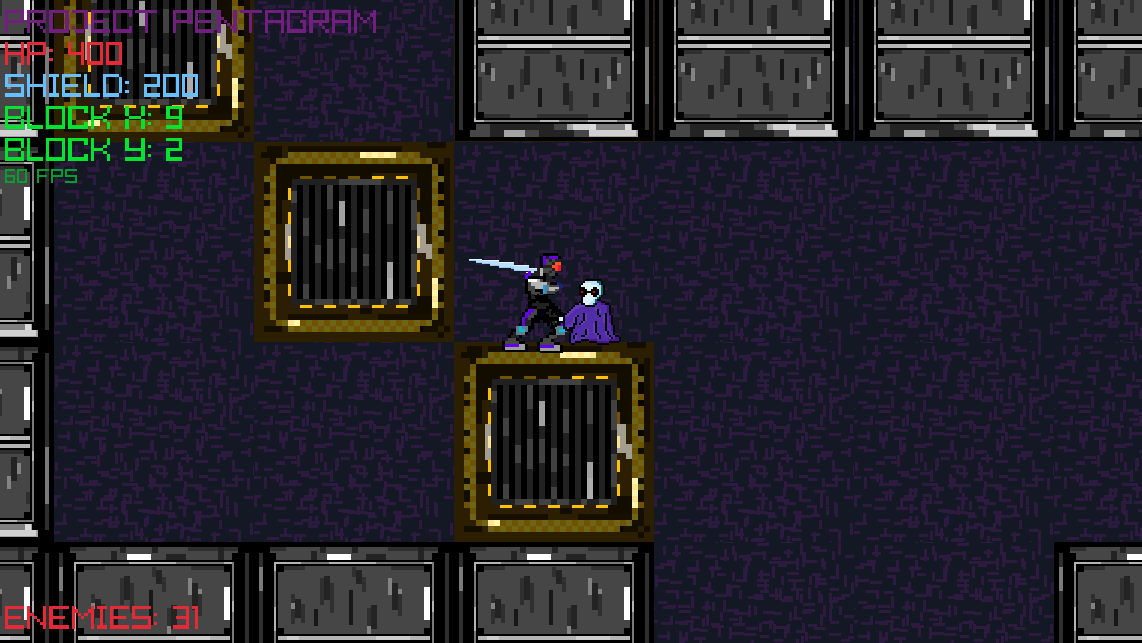 PROJECT PENTAGRAM
HP: 400
SHIELD: 200
BLOCK X: 9
BLOCK Y: 2
60 FPS
ENEMIES: 31